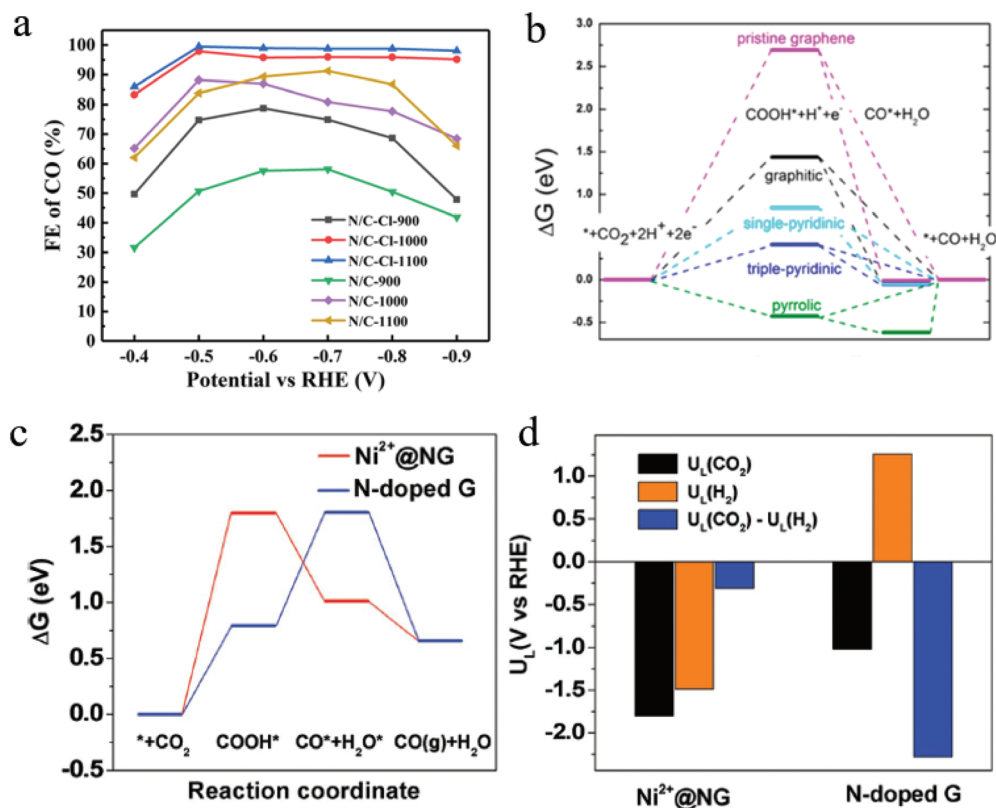 a
FE of CO (%)
100
90
80
70
60
50
40
30
20
10
0
N/C-Cl-900
N/C-Cl-1000
N/C-Cl-1100
N/C-900
N/C-1000
N/C-1100
-0.4 -0.5 -0.6 -0.7 -0.8 -0.9
Potential vs RHE (V)
b
ΔG (eV)
3.0
2.5
2.0
1.5
1.0
0.5
0.0
-0.5
pristine graphene
COOH*+H⁺+e⁻
CO*+H₂O
graphitic
single-pyridinic
*+CO₂+2H⁺+2e⁻
*+CO+H₂O
triple-pyridinic
pyrrolic
c
ΔG (eV)
2.5
2.0
1.5
1.0
0.5
0.0
-0.5
Ni²⁺@NG
N-doped G
*+CO₂ COOH* CO*+H₂O* CO(g)+H₂O
Reaction coordinate
d
U_L(V vs RHE)
1.0
0.5
0.0
-0.5
-1.0
-1.5
-2.0
U_L(CO₂)
U_L(H₂)
U_L(CO₂) - U_L(H₂)
Ni²⁺@NG N-doped G